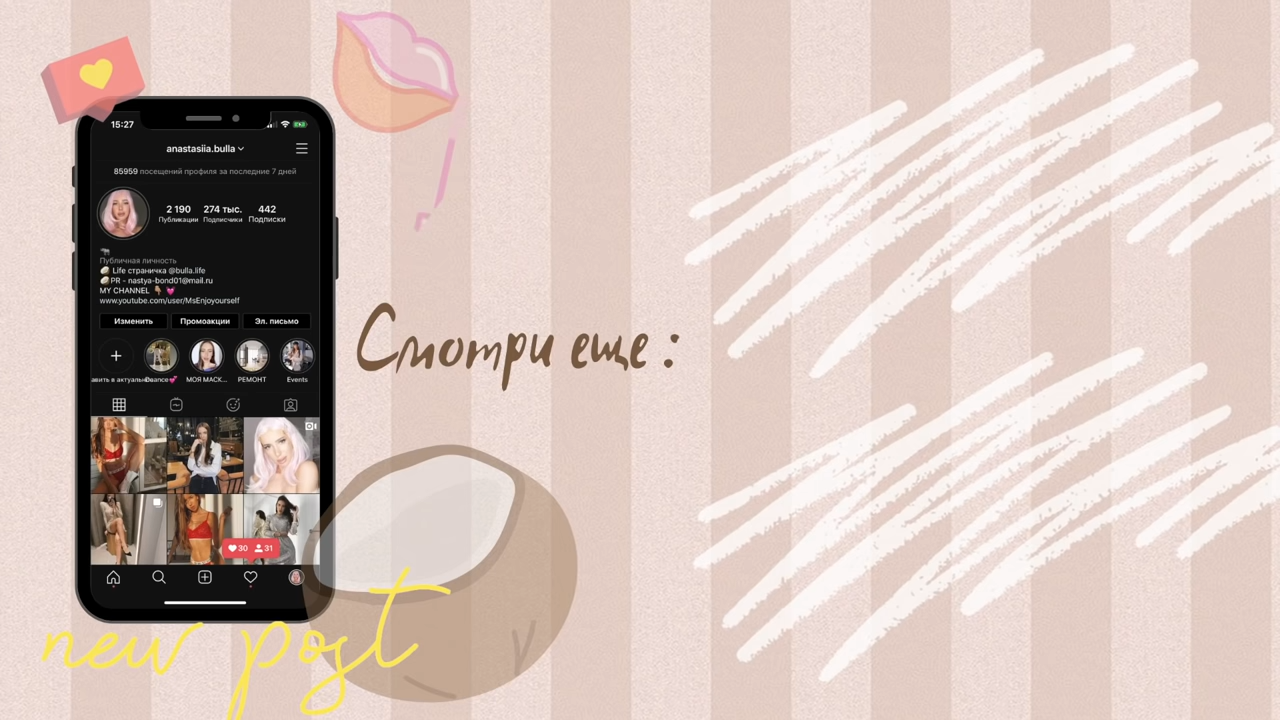 15:27
anastasiia.bulla
85959 посещений профиля за последние 7 дней
2 190 274 тыс. 442
Публикации Подписчики Подписки
Публичная личность
Life страничка @bulla.life
PR - nastya-bond01@mail.ru
MY CHANNEL
www.youtube.com/user/MsEnjoyourself
Изменить Промоакции Эл. письмо
МОЯ МАСК... РЕМОНТ Events
30 31
Смотри еще :
new post